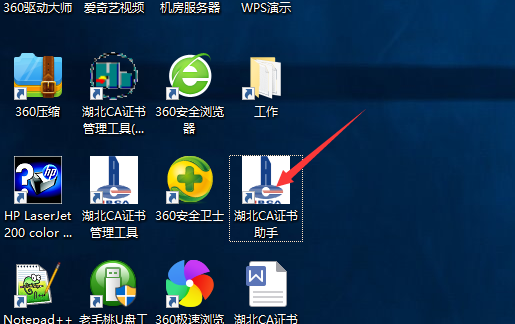 360驱动大师 爱奇艺视频 机房服务器 WPS演示
360压缩 湖北CA证书 360安全浏览 工作
管理工具(... 器
HP LaserJet 湖北CA证书 360安全卫士 湖北CA证书
200 color ... 管理工具 助手
Notepad++ 老毛桃U盘工 360极速浏览 湖北CA证书